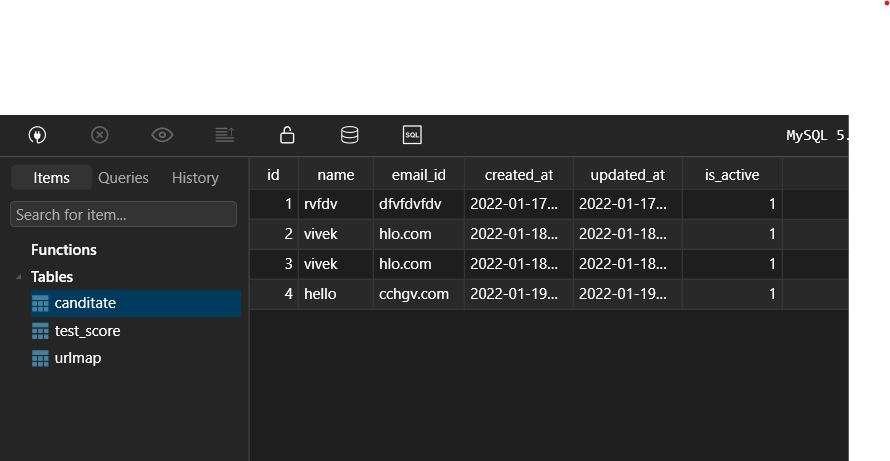 SQL
MySQL 5.
Items Queries History
Search for item...
Functions
Tables
canditate
test_score
urlmap
id name email_id created_at updated_at is_active
1 rvfdv dfvfdvfdv 2022-01-17... 2022-01-17... 1
2 vivek hlo.com 2022-01-18... 2022-01-18... 1
3 vivek hlo.com 2022-01-18... 2022-01-18... 1
4 hello cchgv.com 2022-01-19... 2022-01-19... 1